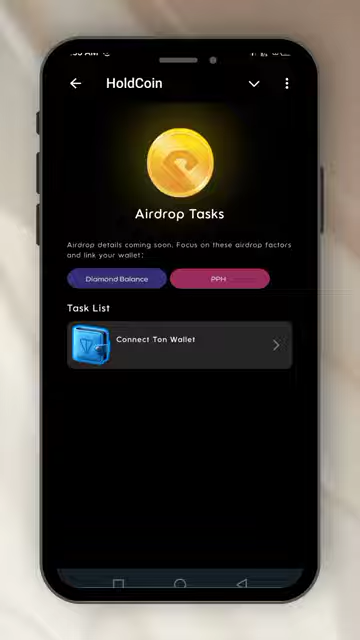 HoldCoin
Airdrop Tasks
Airdrop details coming soon. Focus on these airdrop factors
and link your wallet:
Diamond Balance
PPH
Task List
Connect Ton Wallet